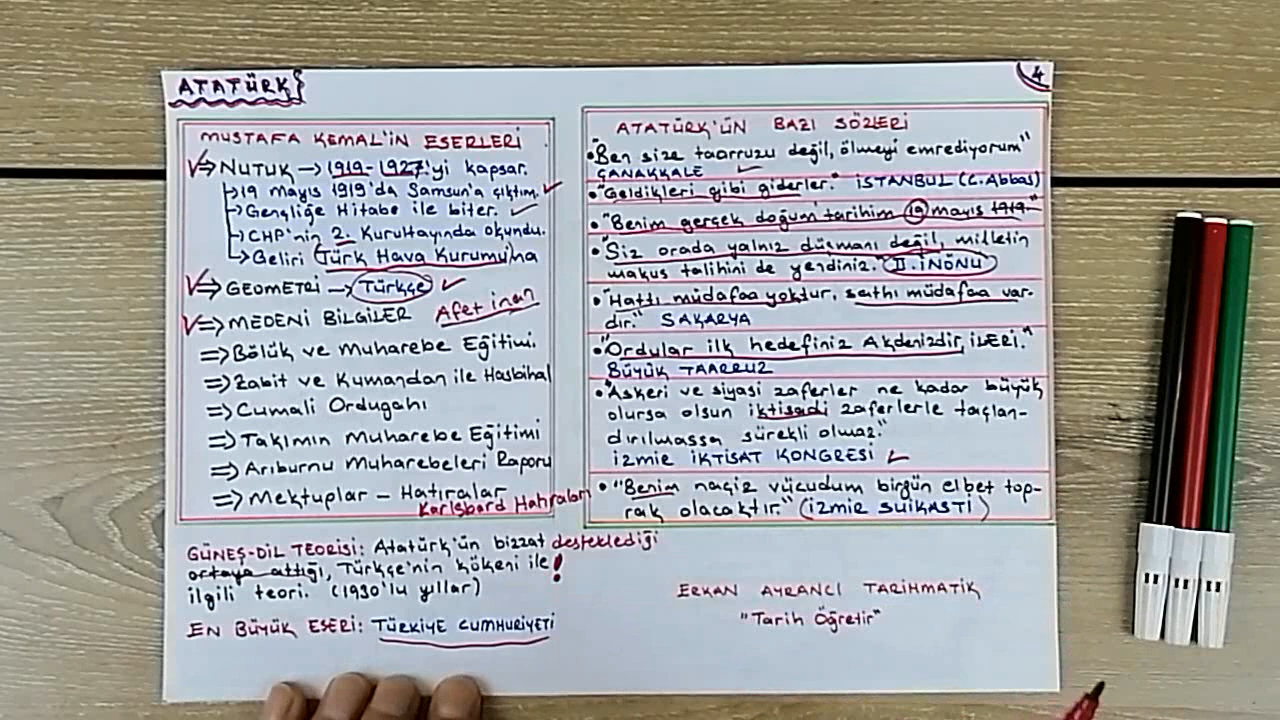 ATATÜRK
4
MUSTAFA KEMAL'İN ESERLERİ
⇒ NUTUK → 1919-1927'yi kapsar.
19 Mayıs 1919'da Samsun'a çıktım.
Gençliğe Hitabe ile biter.
CHP'nin 2. Kurultayında okundu.
Geliri Türk Hava Kurumu'na
⇒ GEOMETRİ → Türkçe
⇒ MEDENİ BİLGİLER Afet inan
⇒ Bölük ve Muharebe Eğitimi
⇒ Zabit ve Kumandan ile Hasbihal
⇒ Cumalı Ordugahı
⇒ Takımın Muharebe Eğitimi
⇒ Arıburnu Muharebeleri Raporu
⇒ Mektuplar - Hatıralar
Karlsbard Hatıraları
ATATÜRK'ÜN BAZI SÖZLERİ
• "Ben size taarruzu değil, ölmeyi emrediyorum"
ÇANAKKALE
• "Geldikleri gibi giderler." İSTANBUL (C.Abbas)
• "Benim gerçek doğum tarihim 19 mayıs 1919"
• "Siz orada yalnız düşmanı değil, milletin
makus talihini de yendiniz." II. İNÖNÜ
• "Hattı müdafaa yoktur, sathı müdafaa var-
dır." SAKARYA
• "Ordular ilk hedefiniz Akdenizdir, İLERİ."
BÜYÜK TAARRUZ
• "Askeri ve siyasi zaferler ne kadar büyük
olursa olsun iktisadi zaferlerle taçlan-
dırılmassa sürekli olmaz."
İZMİR İKTİSAT KONGRESİ
• "Benim naçiz vücudum birgün elbet top-
rak olacaktır." (İZMİR SUİKASTİ)
GÜNEŞ-DİL TEORİSİ: Atatürk'ün bizzat desteklediği
ortaya attığı, Türkçe'nin kökeni ile !
ilgili teori. (1930'lu yıllar)
EN BÜYÜK ESERİ: TÜRKİYE CUMHURİYETİ
ERKAN AYRANCI TARİHMATİK
"Tarih Öğretir"